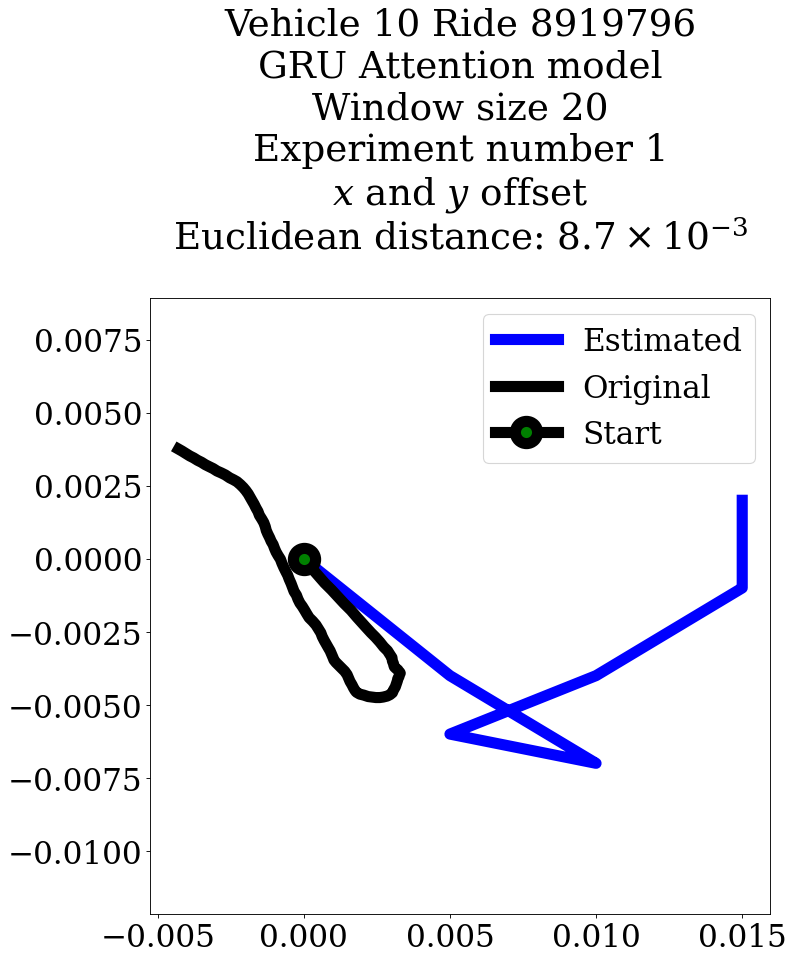 Vehicle 10 Ride 8919796
GRU Attention model
Window size 20
Experiment number 1
x and y offset
Euclidean distance: 8.7 × 10⁻³
Estimated
Original
Start
0.0075
0.0050
0.0025
0.0000
−0.0025
−0.0050
−0.0075
−0.0100
−0.005 0.000 0.005 0.010 0.015